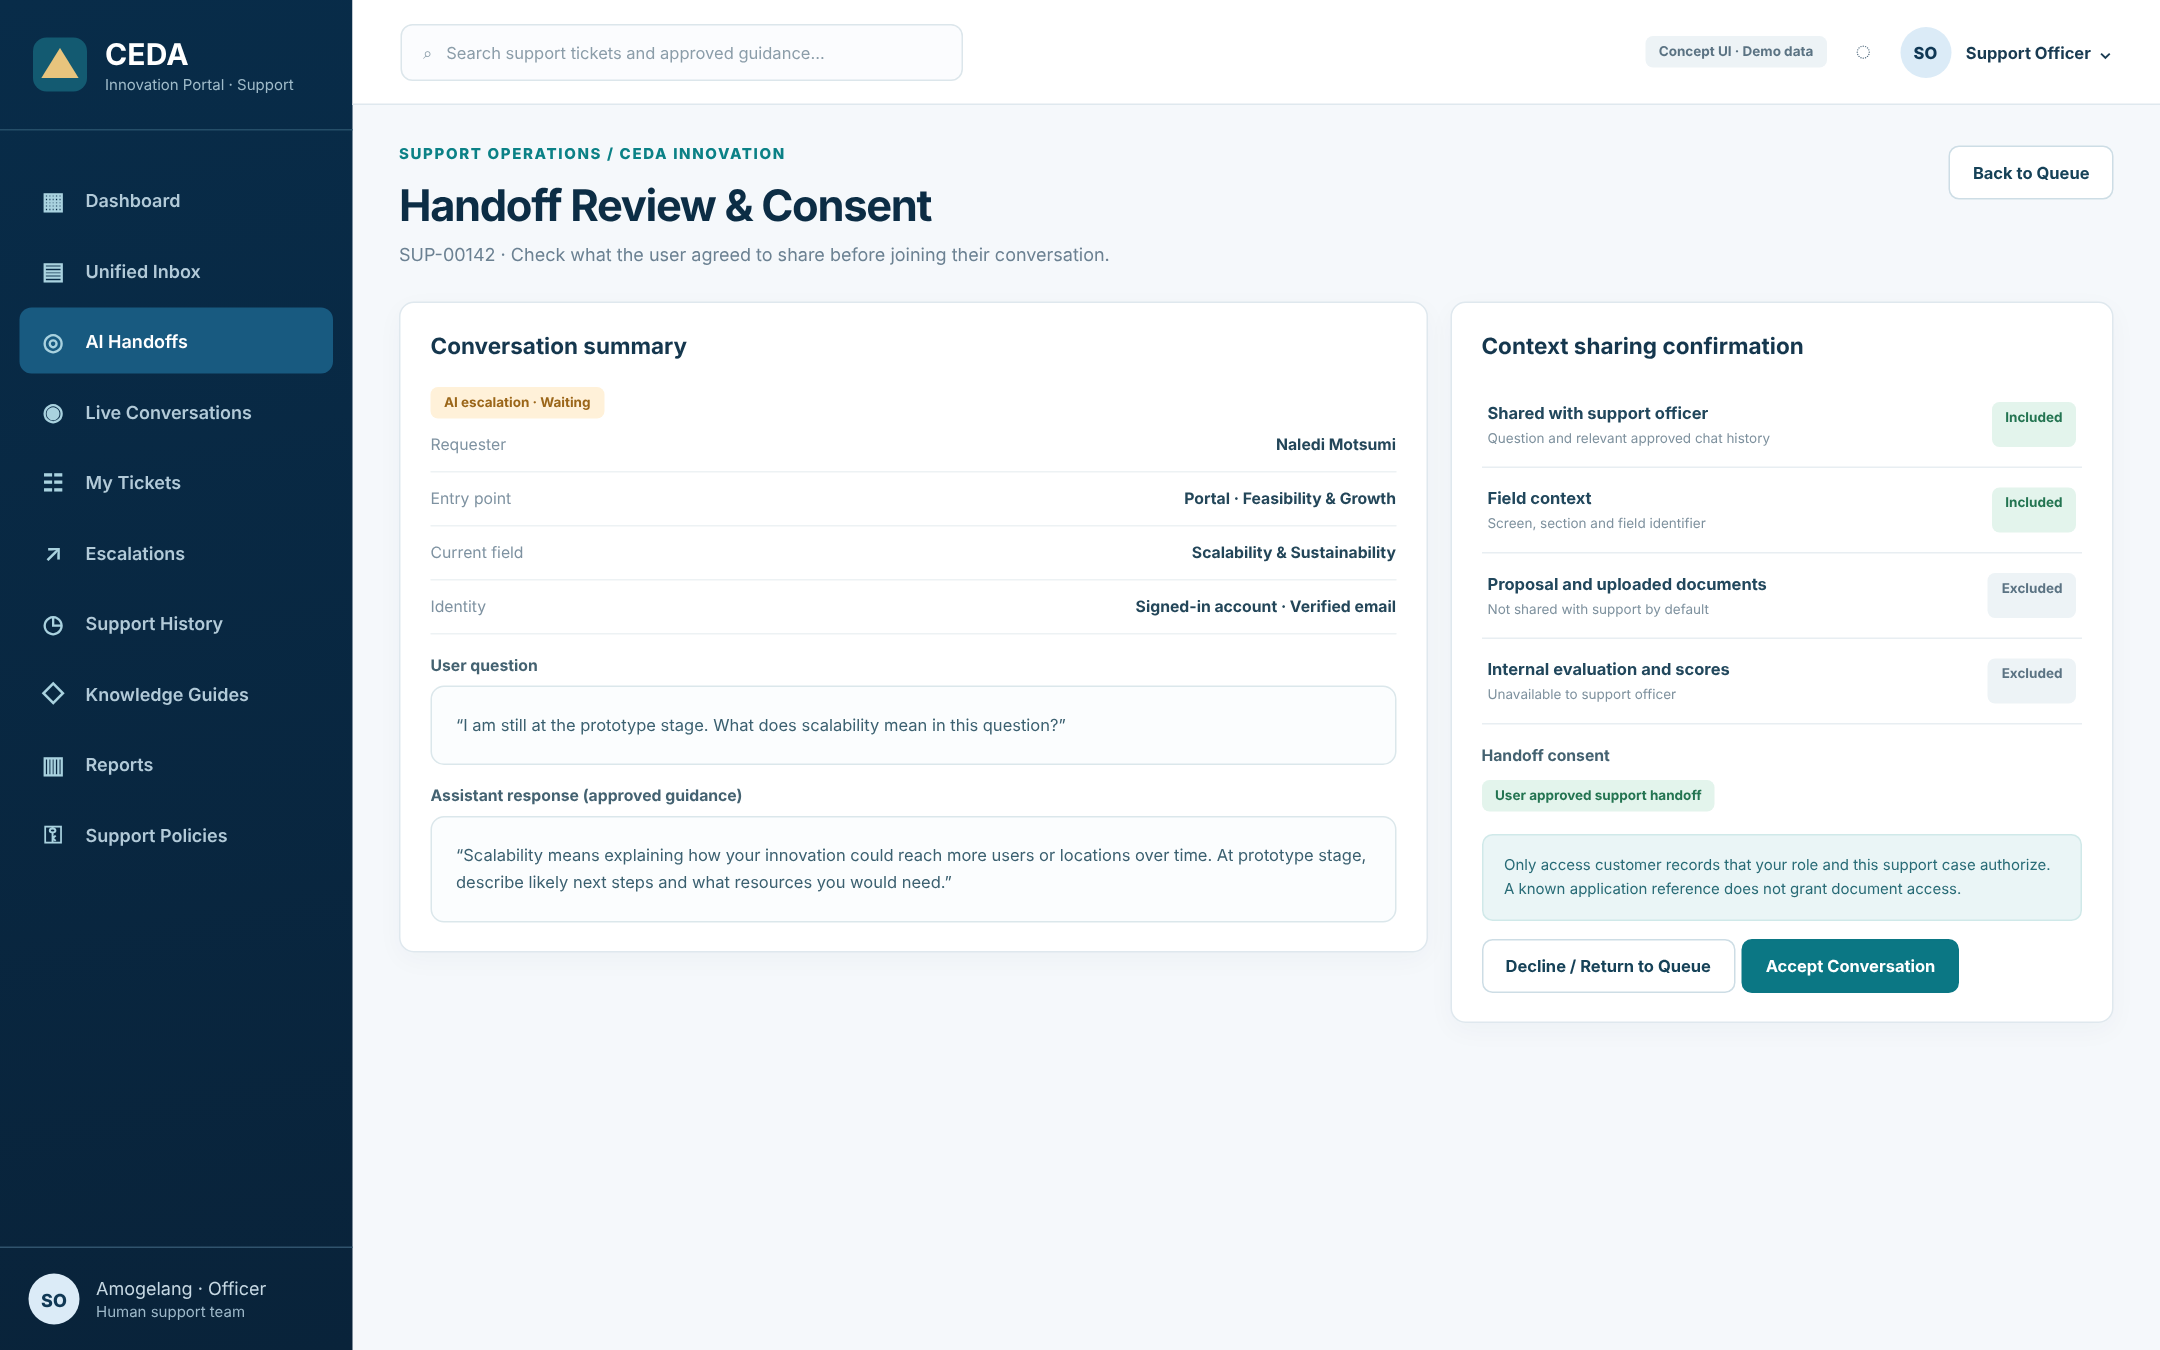 CEDA
Innovation Portal · Support
Dashboard
Unified Inbox
AI Handoffs
Live Conversations
My Tickets
Escalations
Support History
Knowledge Guides
Reports
Support Policies
SO
Amogelang · Officer
Human support team
Search support tickets and approved guidance...
Concept UI · Demo data
SO
Support Officer
SUPPORT OPERATIONS / CEDA INNOVATION
Handoff Review & Consent
SUP-00142 · Check what the user agreed to share before joining their conversation.
Back to Queue
Conversation summary
AI escalation · Waiting
Requester Naledi Motsumi
Entry point Portal · Feasibility & Growth
Current field Scalability & Sustainability
Identity Signed-in account · Verified email
User question
“I am still at the prototype stage. What does scalability mean in this question?”
Assistant response (approved guidance)
“Scalability means explaining how your innovation could reach more users or locations over time. At prototype stage,
describe likely next steps and what resources you would need.”
Context sharing confirmation
Shared with support officer Included
Question and relevant approved chat history
Field context Included
Screen, section and field identifier
Proposal and uploaded documents Excluded
Not shared with support by default
Internal evaluation and scores Excluded
Unavailable to support officer
Handoff consent
User approved support handoff
Only access customer records that your role and this support case authorize.
A known application reference does not grant document access.
Decline / Return to Queue Accept Conversation